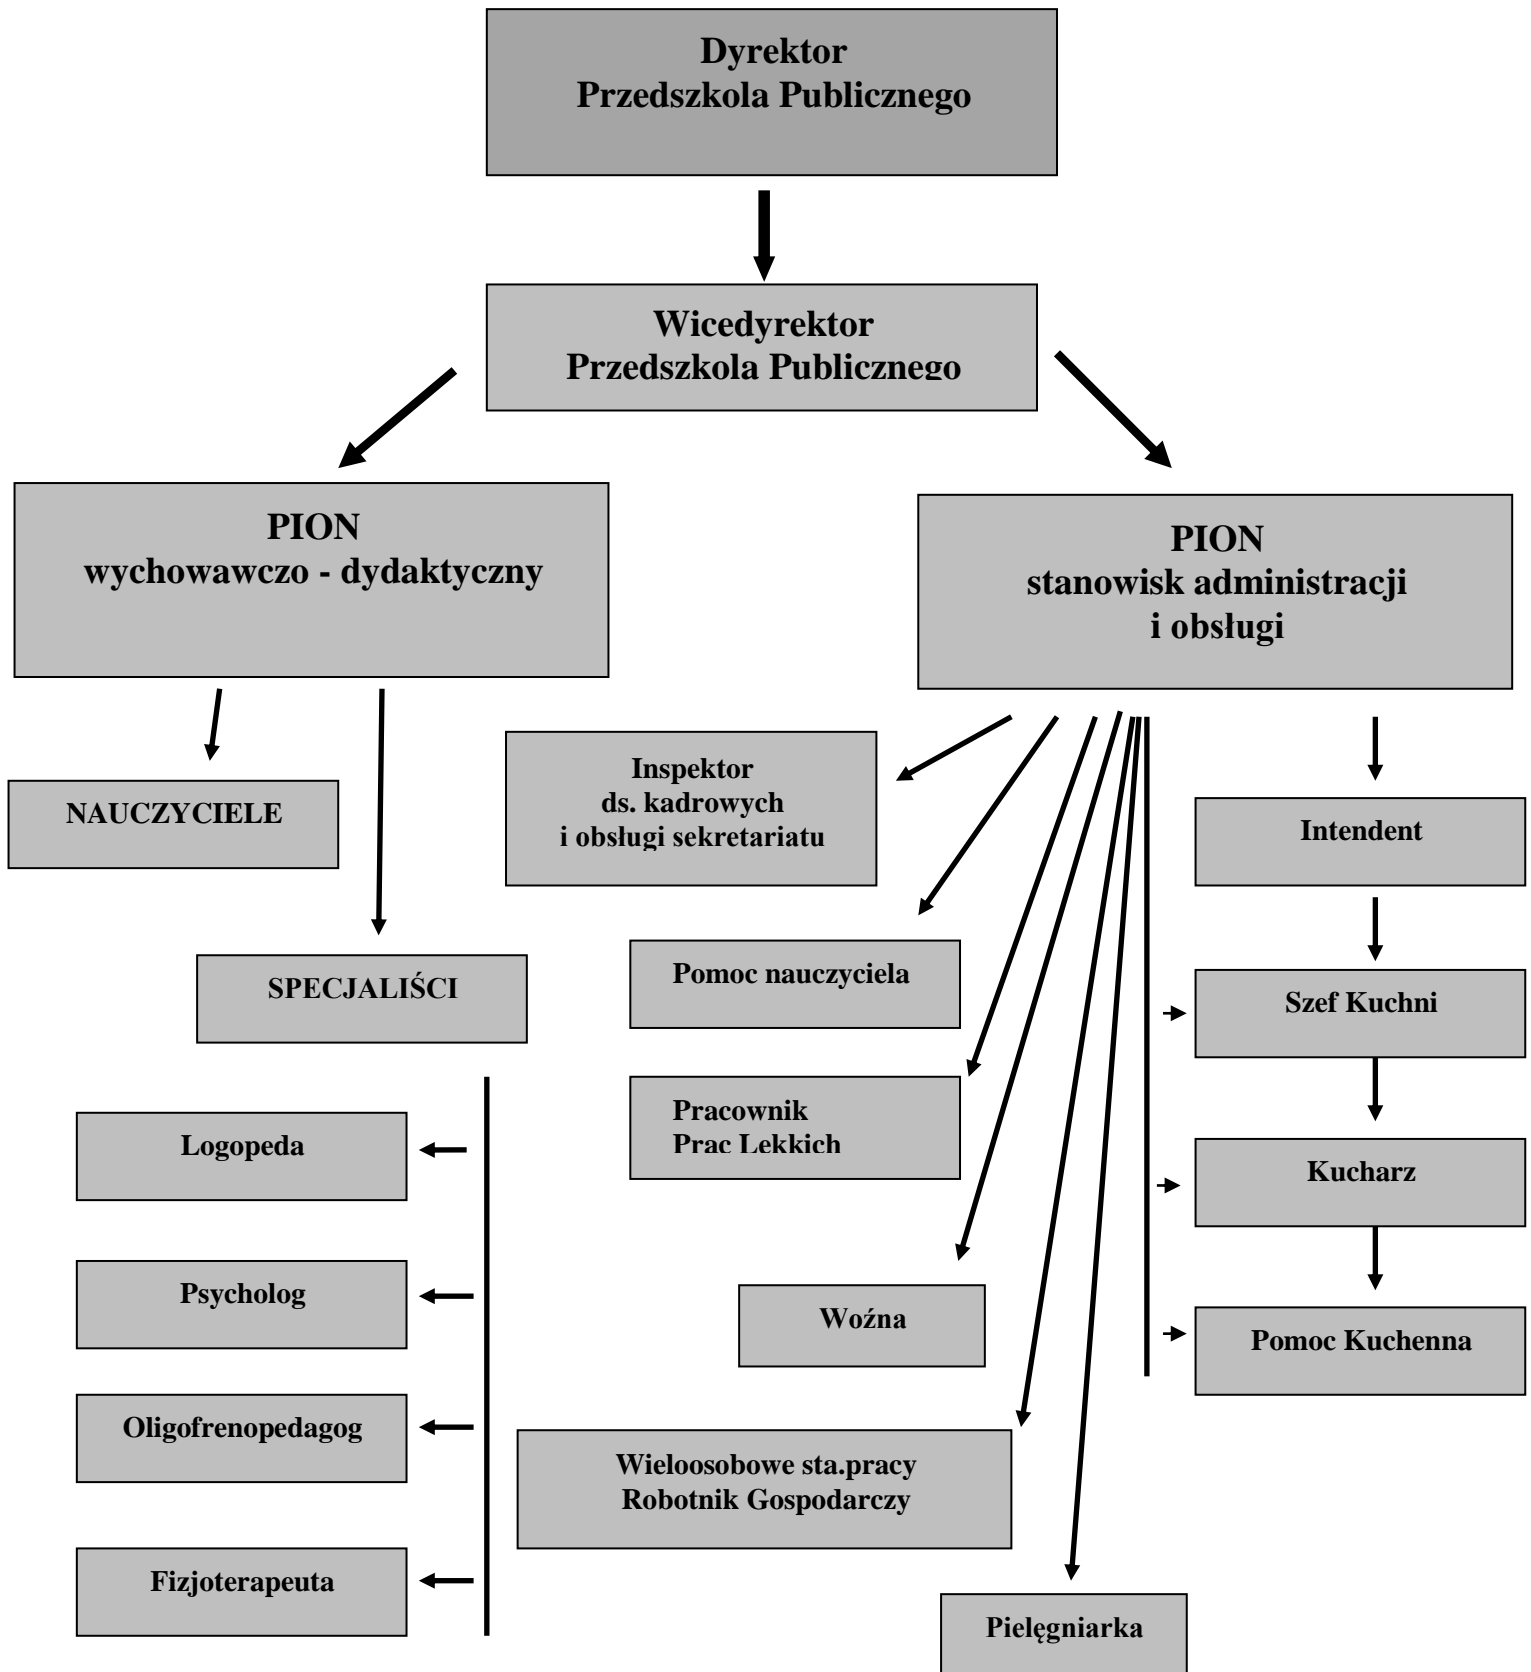 Dyrektor
Przedszkola Publicznego
Wicedyrektor
Przedszkola Publicznego
PION
wychowawczo - dydaktyczny
PION
stanowisk administracji
i obsługi
NAUCZYCIELE
SPECJALIŚCI
Logopeda
Psycholog
Oligofrenopedagog
Fizjoterapeuta
Inspektor
ds. kadrowych
i obsługi sekretariatu
Pomoc nauczyciela
Pracownik
Prac Lekkich
Woźna
Wieloosobowe sta.pracy
Robotnik Gospodarczy
Pielęgniarka
Intendent
Szef Kuchni
Kucharz
Pomoc Kuchenna